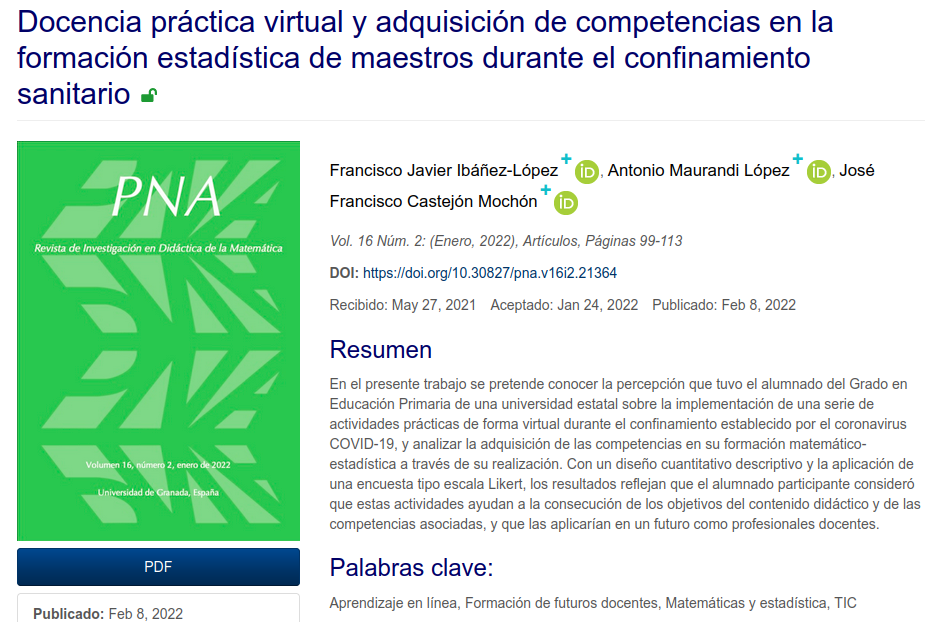 Docencia práctica virtual y adquisición de competencias en la
formación estadística de maestros durante el confinamiento
sanitario
PNA
Revista de Investigación en Didáctica de la Matemática
Volumen 16, número 2, enero de 2022
Universidad de Granada, España
PDF
Publicado: Feb 8, 2022
Francisco Javier Ibáñez-López + iD, Antonio Maurandi López + iD, José
Francisco Castejón Mochón + iD
Vol. 16 Núm. 2: (Enero, 2022), Artículos, Páginas 99-113
DOI: https://doi.org/10.30827/pna.v16i2.21364
Recibido: May 27, 2021 Aceptado: Jan 24, 2022 Publicado: Feb 8, 2022
Resumen
En el presente trabajo se pretende conocer la percepción que tuvo el alumnado del Grado en
Educación Primaria de una universidad estatal sobre la implementación de una serie de
actividades prácticas de forma virtual durante el confinamiento establecido por el coronavirus
COVID-19, y analizar la adquisición de las competencias en su formación matemático-
estadística a través de su realización. Con un diseño cuantitativo descriptivo y la aplicación de
una encuesta tipo escala Likert, los resultados reflejan que el alumnado participante consideró
que estas actividades ayudan a la consecución de los objetivos del contenido didáctico y de las
competencias asociadas, y que las aplicarían en un futuro como profesionales docentes.
Palabras clave:
Aprendizaje en línea, Formación de futuros docentes, Matemáticas y estadística, TIC